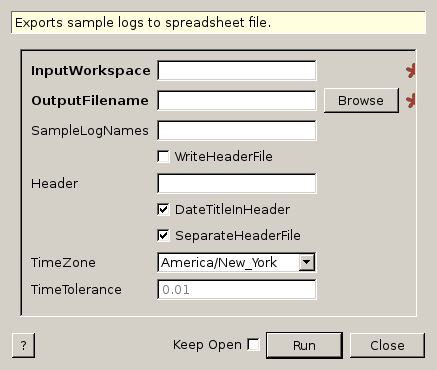 Exports sample logs to spreadsheet file.
InputWorkspace
OutputFilename Browse
SampleLogNames
WriteHeaderFile
Header
DateTitleInHeader
SeparateHeaderFile
TimeZone America/New_York
TimeTolerance 0.01
? Keep Open Run Close